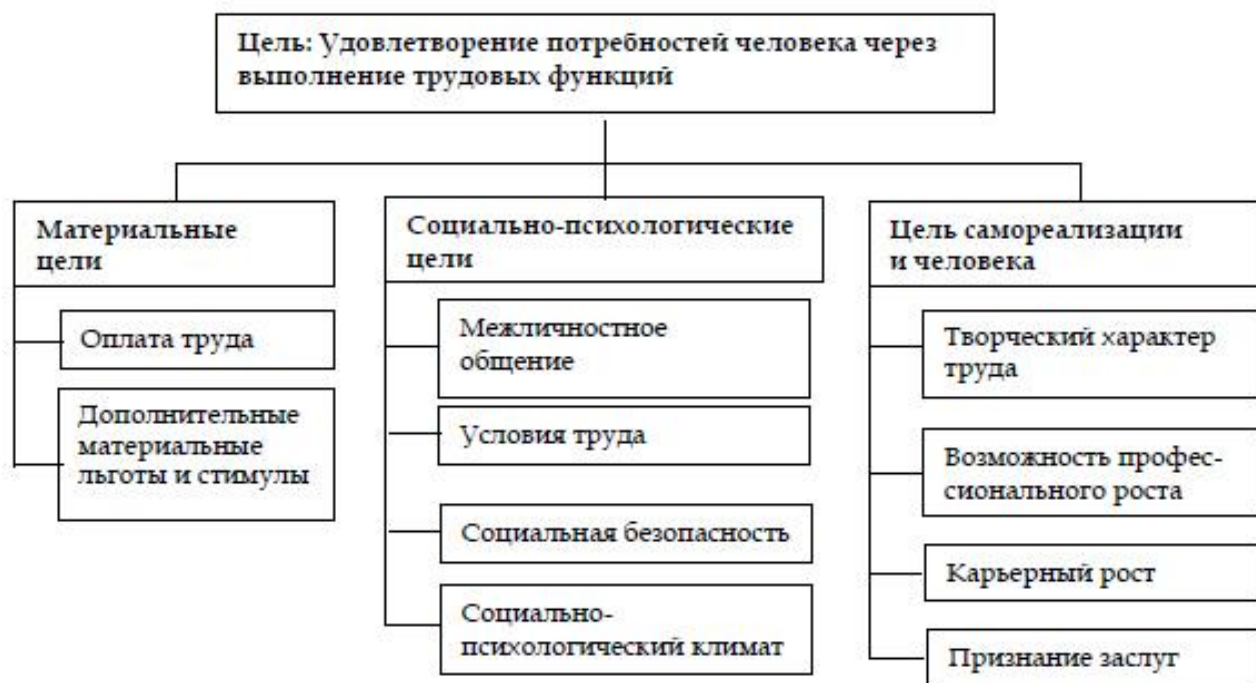 Цель: Удовлетворение потребностей человека через
выполнение трудовых функций
Материальные
цели
Оплата труда
Дополнительные
материальные
льготы и стимулы
Социально-психологические
цели
Межличностное
общение
Условия труда
Социальная безопасность
Социально-
психологический климат
Цель самореализации
и человека
Творческий характер
труда
Возможность профес-
сионального роста
Карьерный рост
Признание заслуг